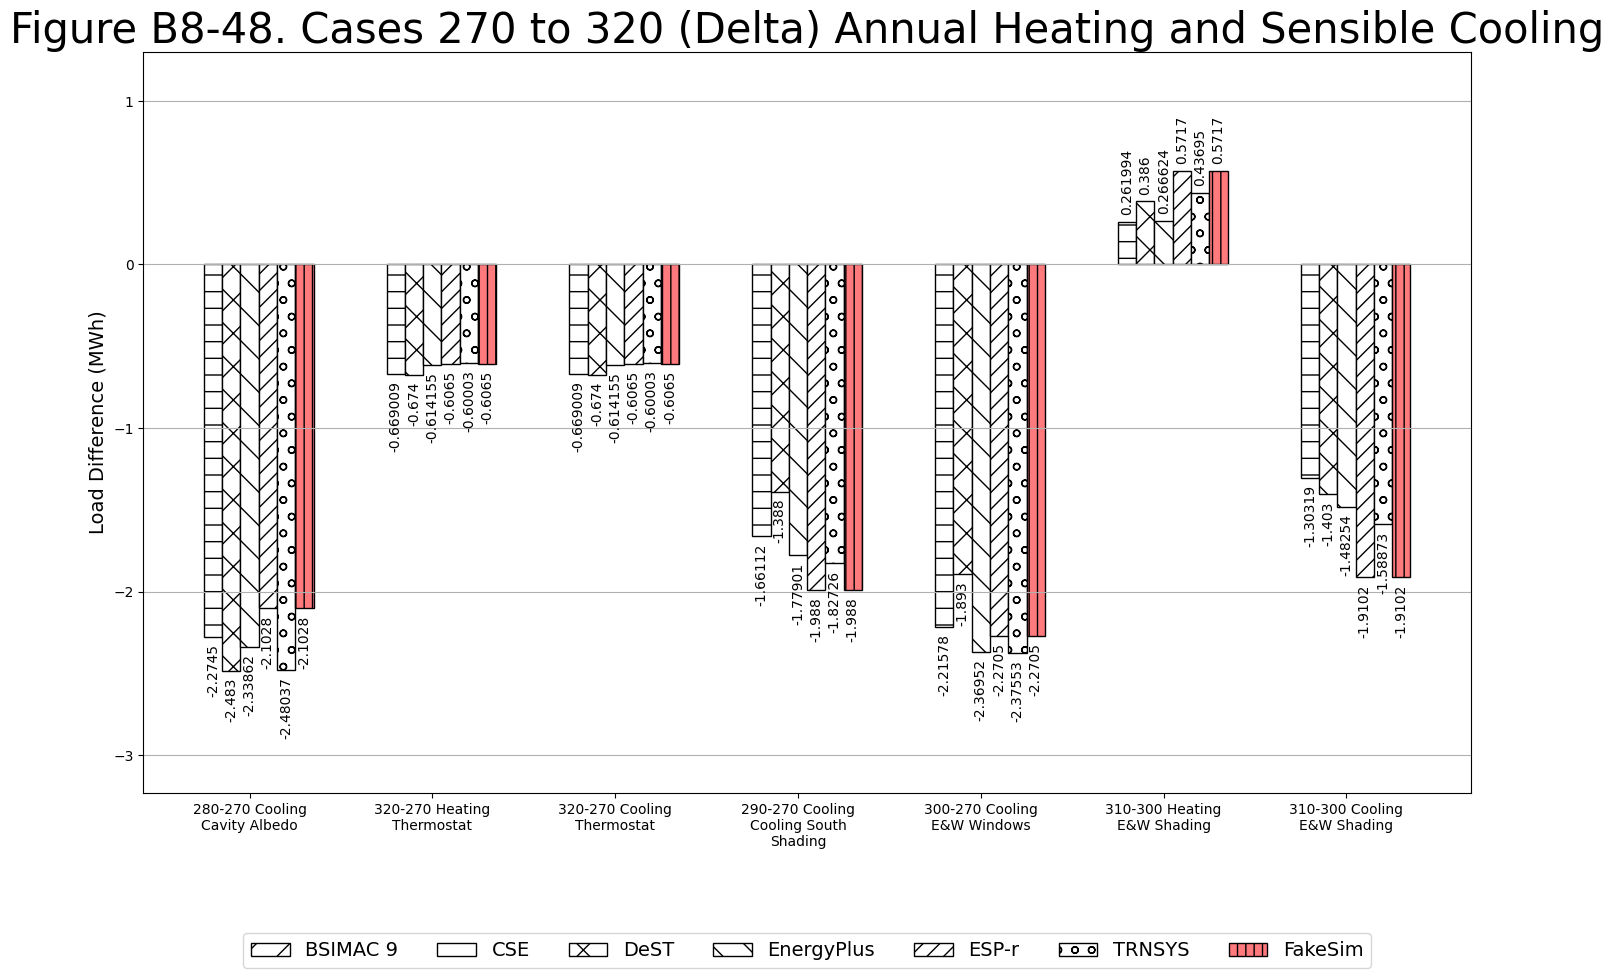 Figure B8-48. Cases 270 to 320 (Delta) Annual Heating and Sensible Cooling
Load Difference (MWh)
1
0
−1
−2
−3
-2.2745
-2.483
-2.33862
-2.1028
-2.48037
-2.1028
-0.669009
-0.674
-0.614155
-0.6065
-0.60003
-0.6065
-0.669009
-0.674
-0.614155
-0.6065
-0.60003
-0.6065
-1.66112
-1.388
-1.77901
-1.988
-1.82726
-1.988
-2.21578
-1.893
-2.36952
-2.2705
-2.37553
-2.2705
0.261994
0.386
0.266624
0.5717
0.43695
0.5717
-1.30319
-1.403
-1.48254
-1.9102
-1.58873
-1.9102
280-270 Cooling
Cavity Albedo
320-270 Heating
Thermostat
320-270 Cooling
Thermostat
290-270 Cooling
Cooling South
Shading
300-270 Cooling
E&W Windows
310-300 Heating
E&W Shading
310-300 Cooling
E&W Shading
BSIMAC 9
CSE
DeST
EnergyPlus
ESP-r
TRNSYS
FakeSim